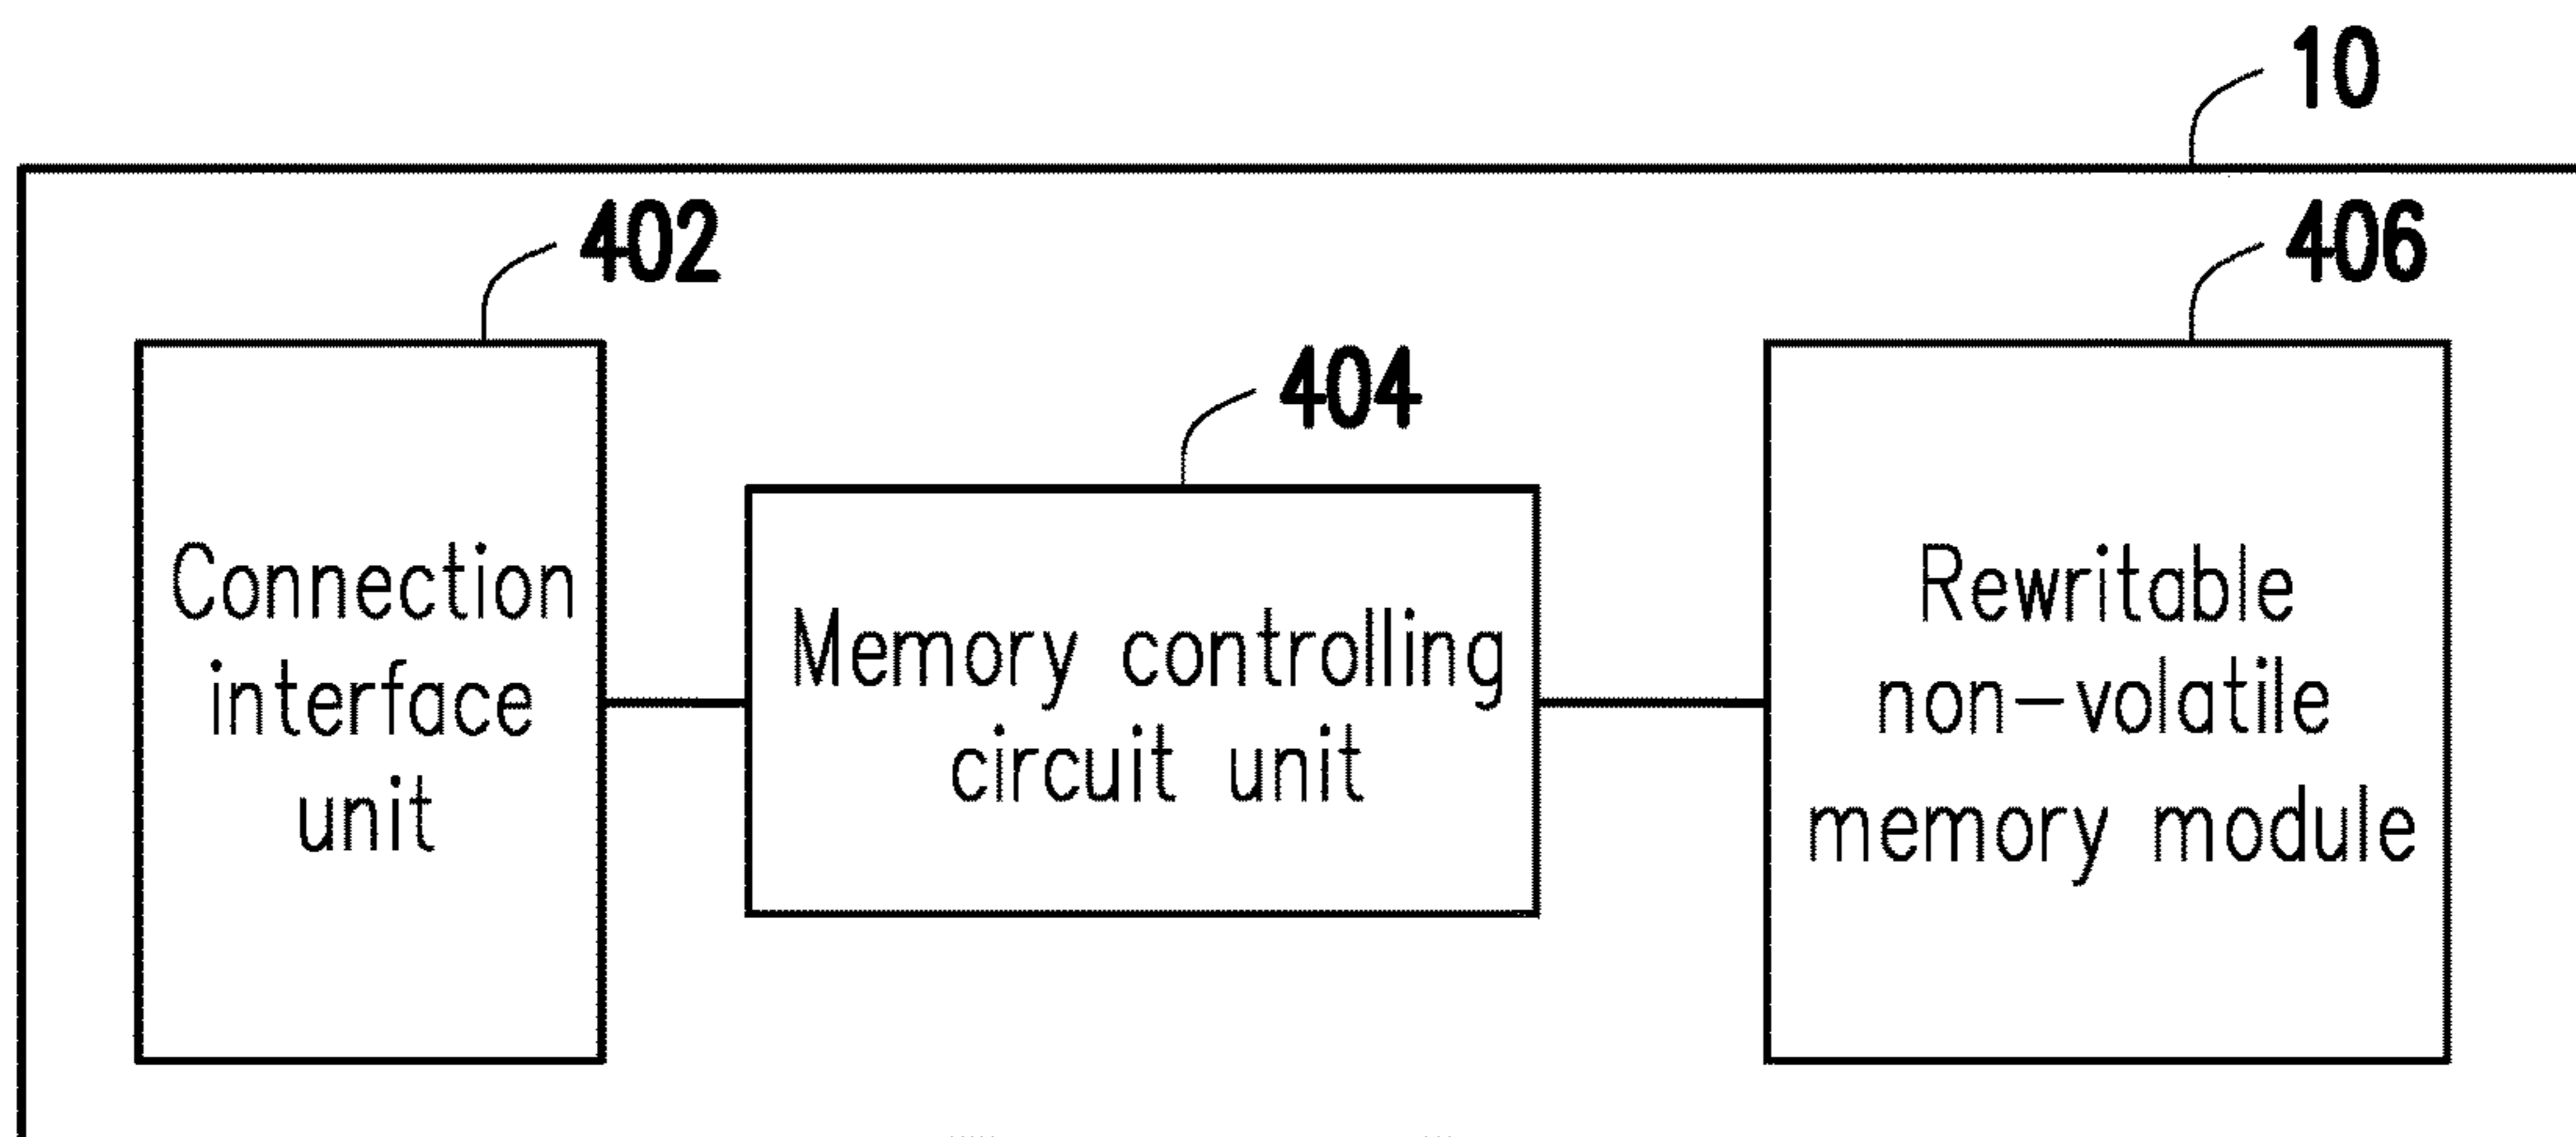 10
402
406
404
Connection
interface
unit
Memory controlling
circuit unit
Rewritable
non-volatile
memory module